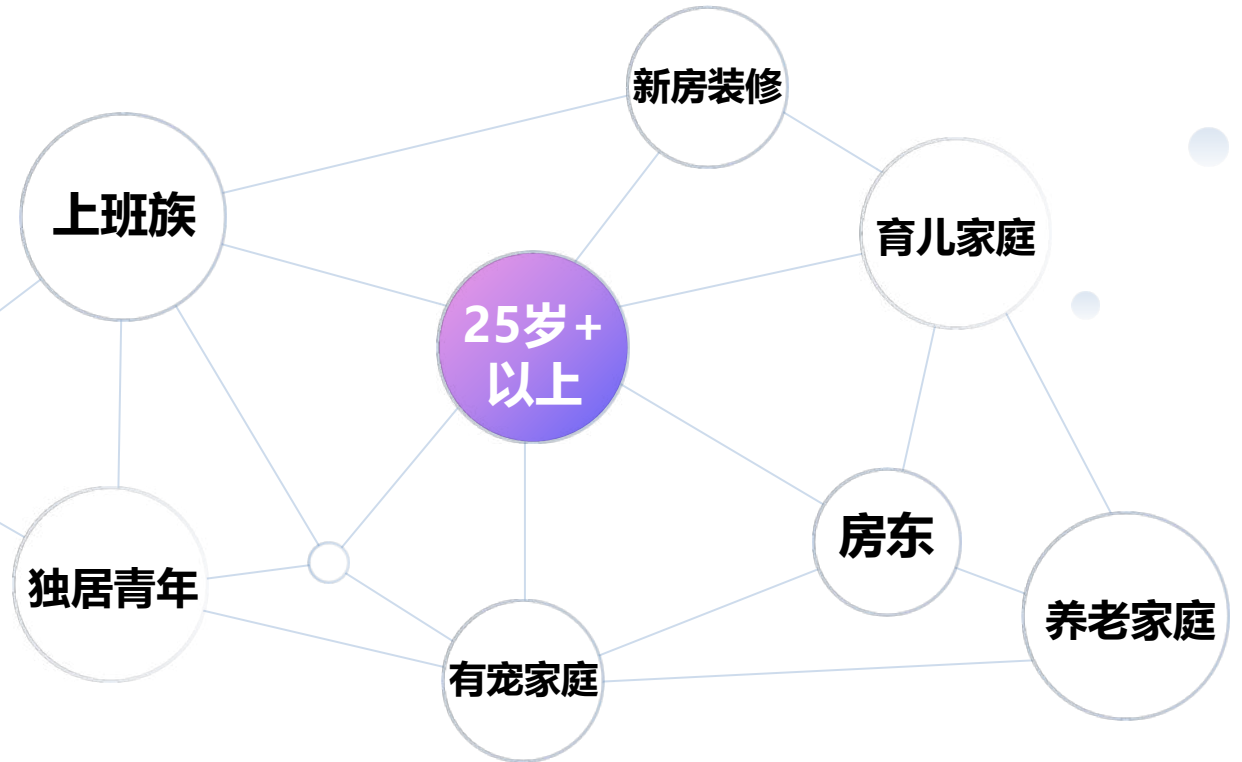 新房装修
上班族
育儿家庭
25岁+
以上
房东
独居青年
养老家庭
有宠家庭